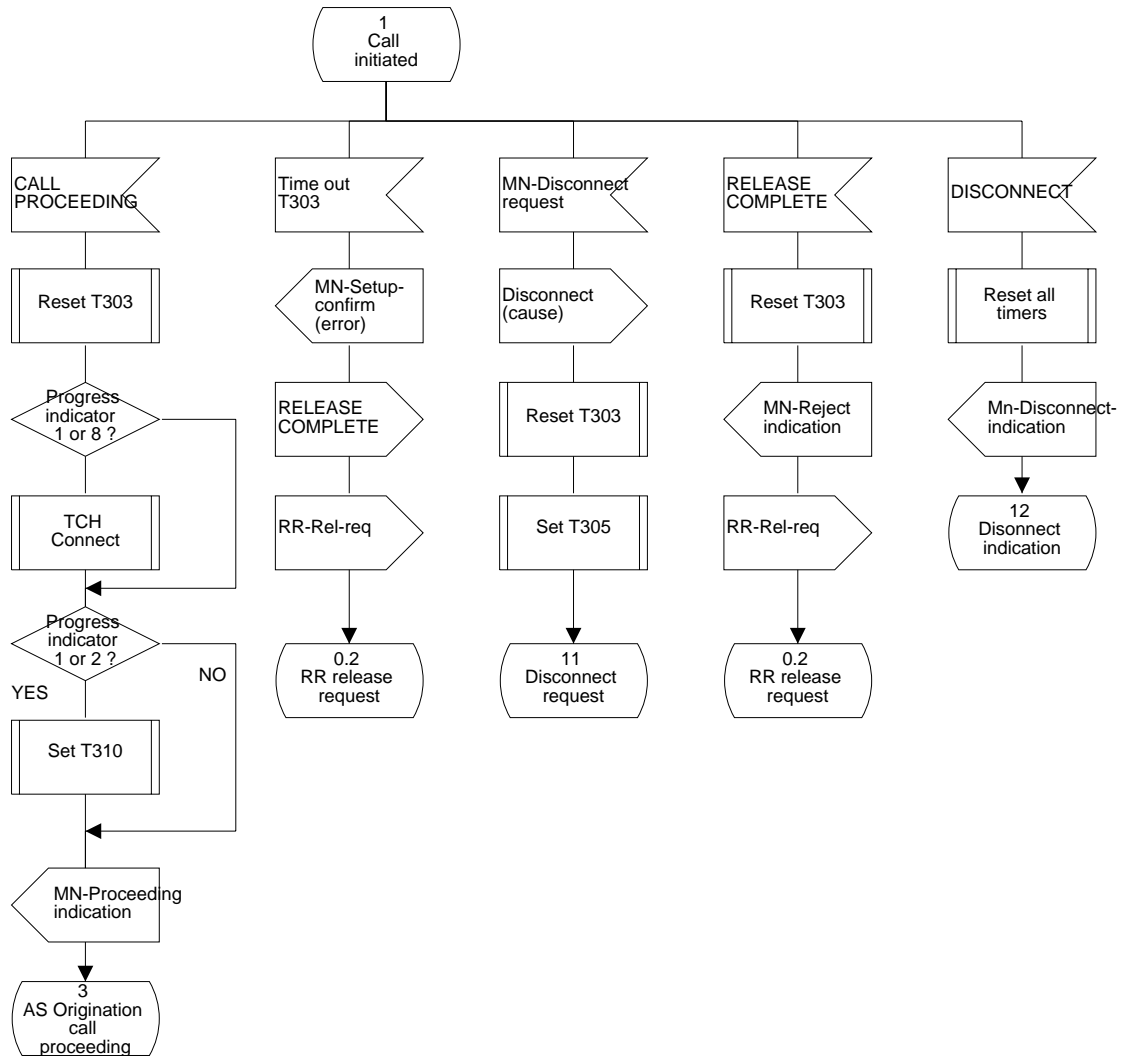 1
Call
initiated
CALL
PROCEEDING
Time out
T303
MN-Disconnect
request
RELEASE
COMPLETE
DISCONNECT
Reset T303
MN-Setup-
confirm
(error)
Disconnect
(cause)
Reset T303
Reset all
timers
Progress
indicator
1 or 8 ?
RELEASE
COMPLETE
Reset T303
MN-Reject
indication
Mn-Disconnect-
indication
TCH
Connect
RR-Rel-req
Set T305
RR-Rel-req
12
Disonnect
indication
Progress
indicator
1 or 2 ?
YES
NO
0.2
RR release
request
11
Disconnect
request
0.2
RR release
request
Set T310
MN-Proceeding
indication
3
AS Origination
call
proceeding